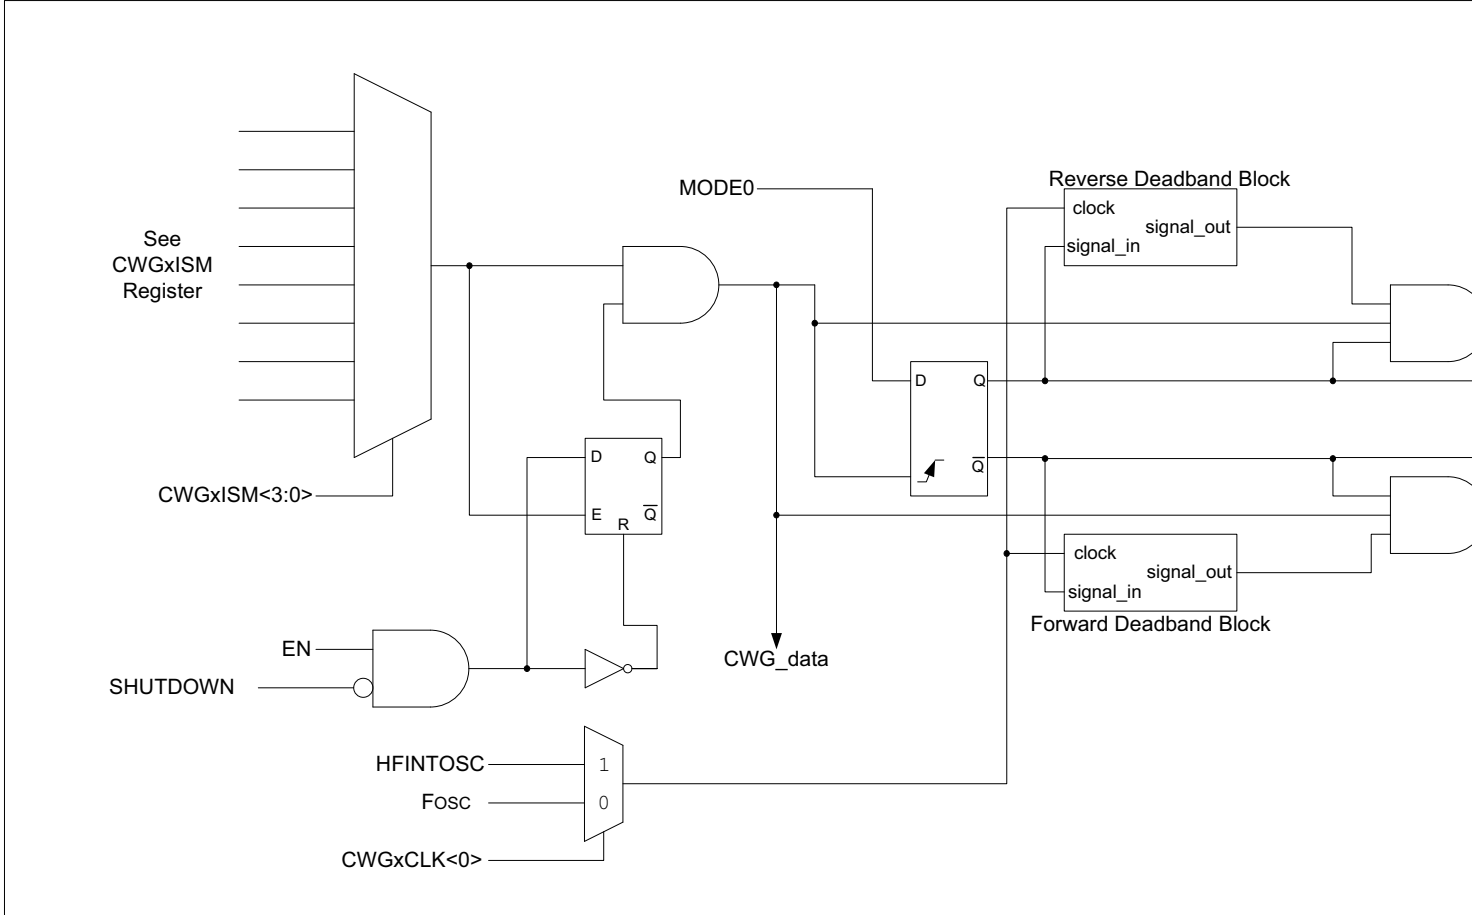 See
CWGxISM
Register
CWGxISM<3:0>
MODE0
Reverse Deadband Block
clock
signal_out
signal_in
D
Q
Q̅
D
Q
E
R
Q̅
clock
signal_out
signal_in
Forward Deadband Block
EN
SHUTDOWN
CWG_data
HFINTOSC
1
FOSC
0
CWGxCLK<0>